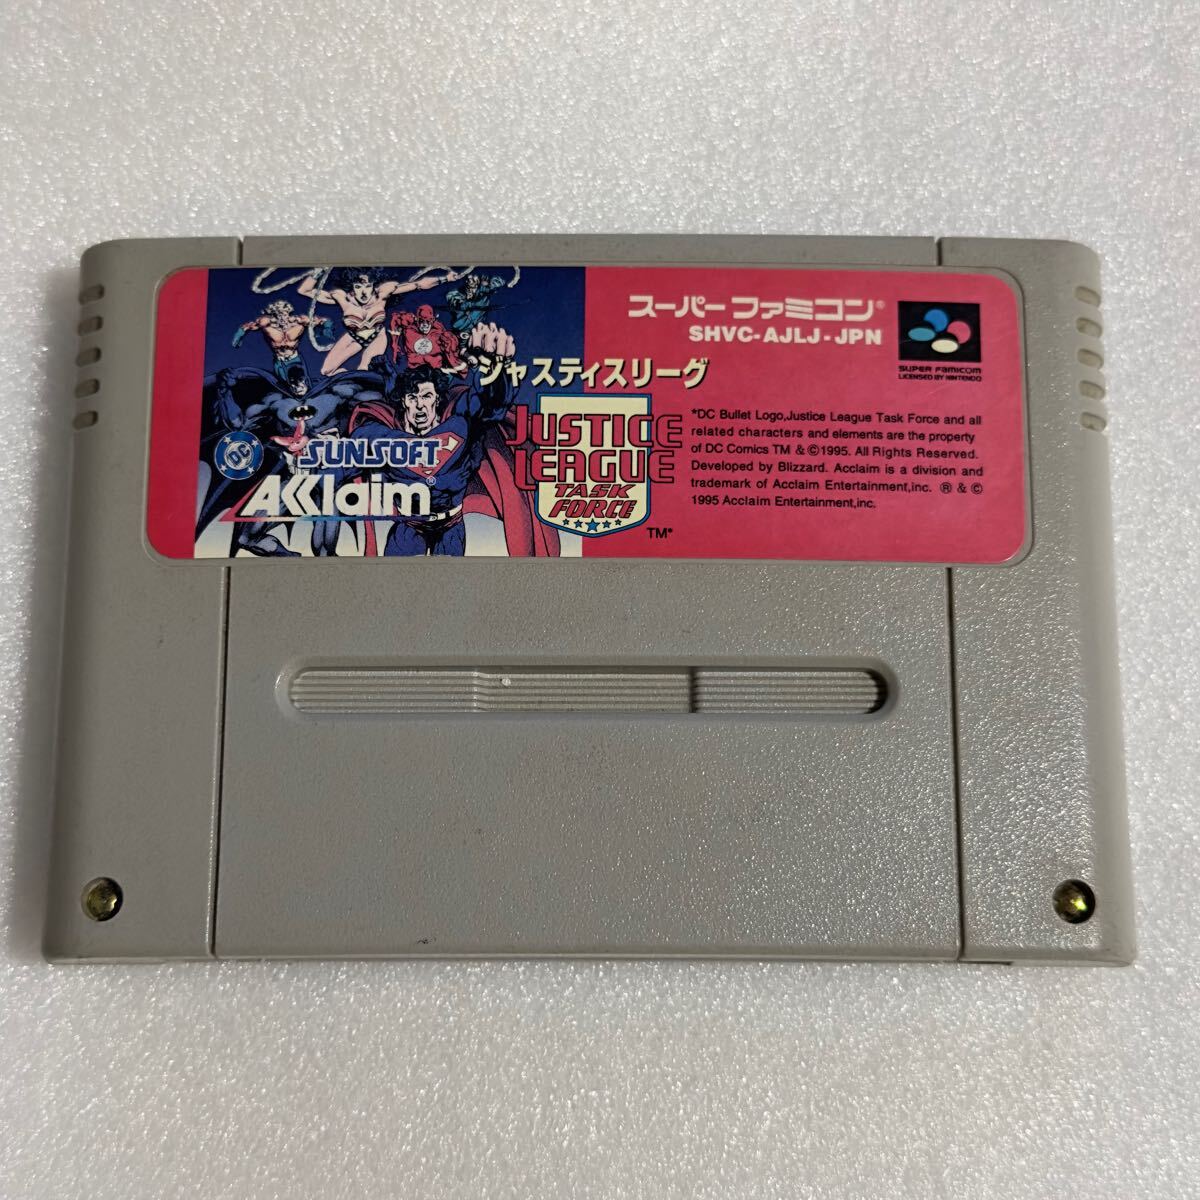 スーパーファミコン®
SHVC-AJLJ-JPN
SUPER FAMICOM
LICENSED BY NINTENDO
ジャスティスリーグ
JUSTICE
LEAGUE
TASK
FORCE
TM*
DC
SUNSOFT®
AKKlaim
*DC Bullet Logo,Justice League Task Force and all
related characters and elements are the property
of DC Comics TM &©1995. All Rights Reserved.
Developed by Blizzard. Acclaim is a division and
trademark of Acclaim Entertainment,inc. ® & ©
1995 Acclaim Entertainment,inc.